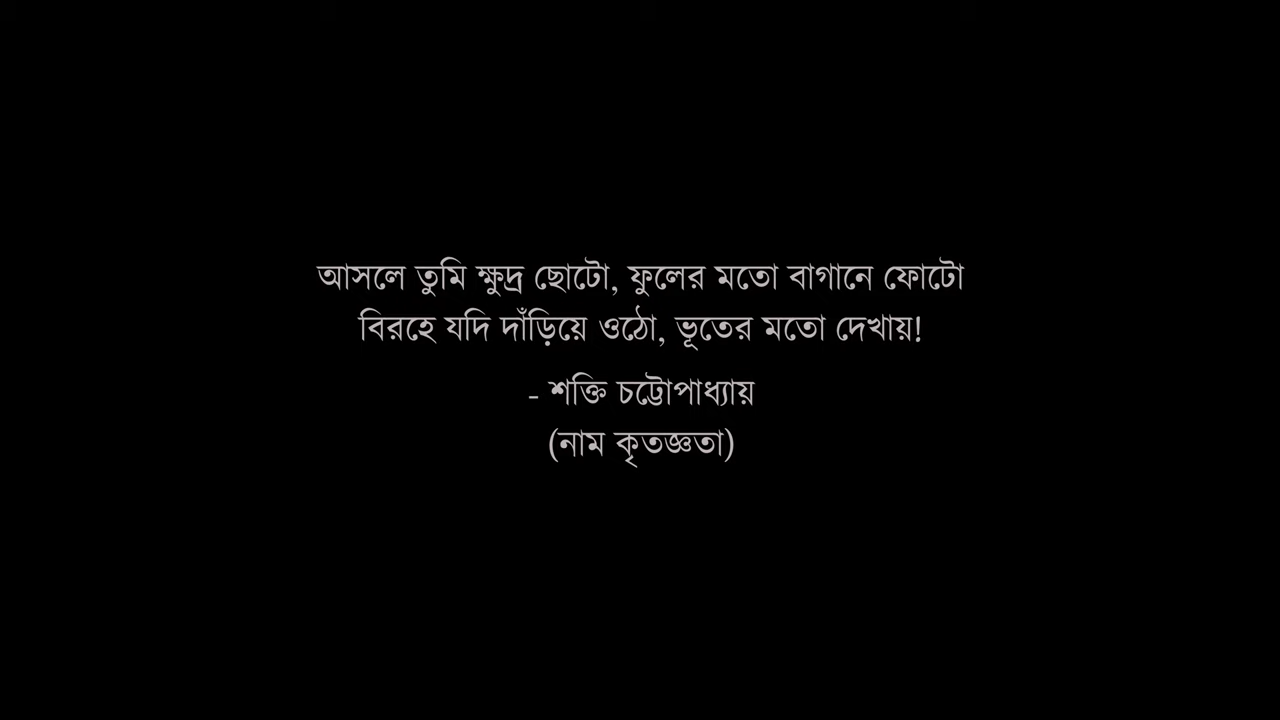 আসলে তুমি ক্ষুদ্র ছোটো, ফুলের মতো বাগানে ফোটো
বিরহে যদি দাঁড়িয়ে ওঠো, ভূতের মতো দেখায়!
- শক্তি চট্টোপাধ্যায়
(নাম কৃতজ্ঞতা)